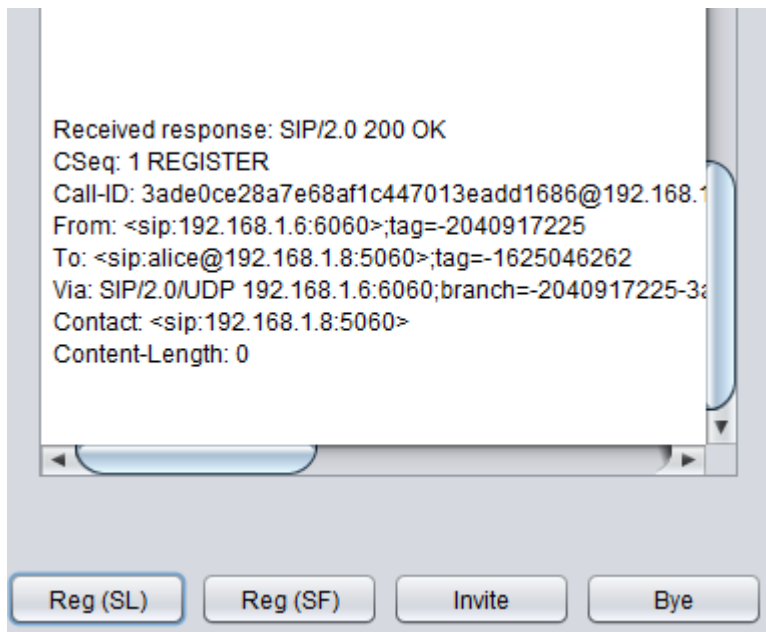 Received response: SIP/2.0 200 OK
CSeq: 1 REGISTER
Call-ID: 3ade0ce28a7e68af1c447013eadd1686@192.168.1
From: <sip:192.168.1.6:6060>;tag=-2040917225
To: <sip:alice@192.168.1.8:5060>;tag=-1625046262
Via: SIP/2.0/UDP 192.168.1.6:6060;branch=-2040917225-3a
Contact: <sip:192.168.1.8:5060>
Content-Length: 0
Reg (SL) Reg (SF) Invite Bye